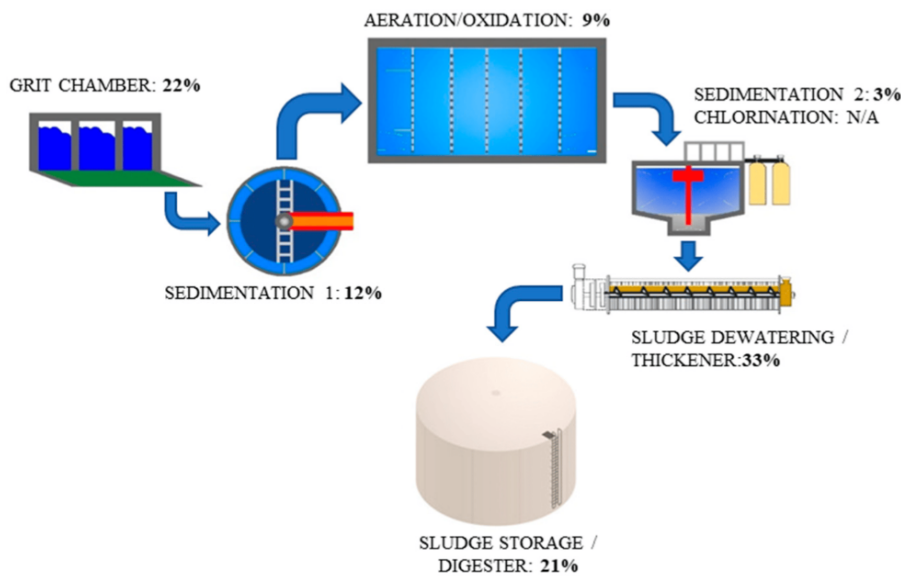 AERATION/OXIDATION: 9%
GRIT CHAMBER: 22%
SEDIMENTATION 2: 3%
CHLORINATION: N/A
SEDIMENTATION 1: 12%
SLUDGE DEWATERING /
THICKENER:33%
SLUDGE STORAGE /
DIGESTER: 21%